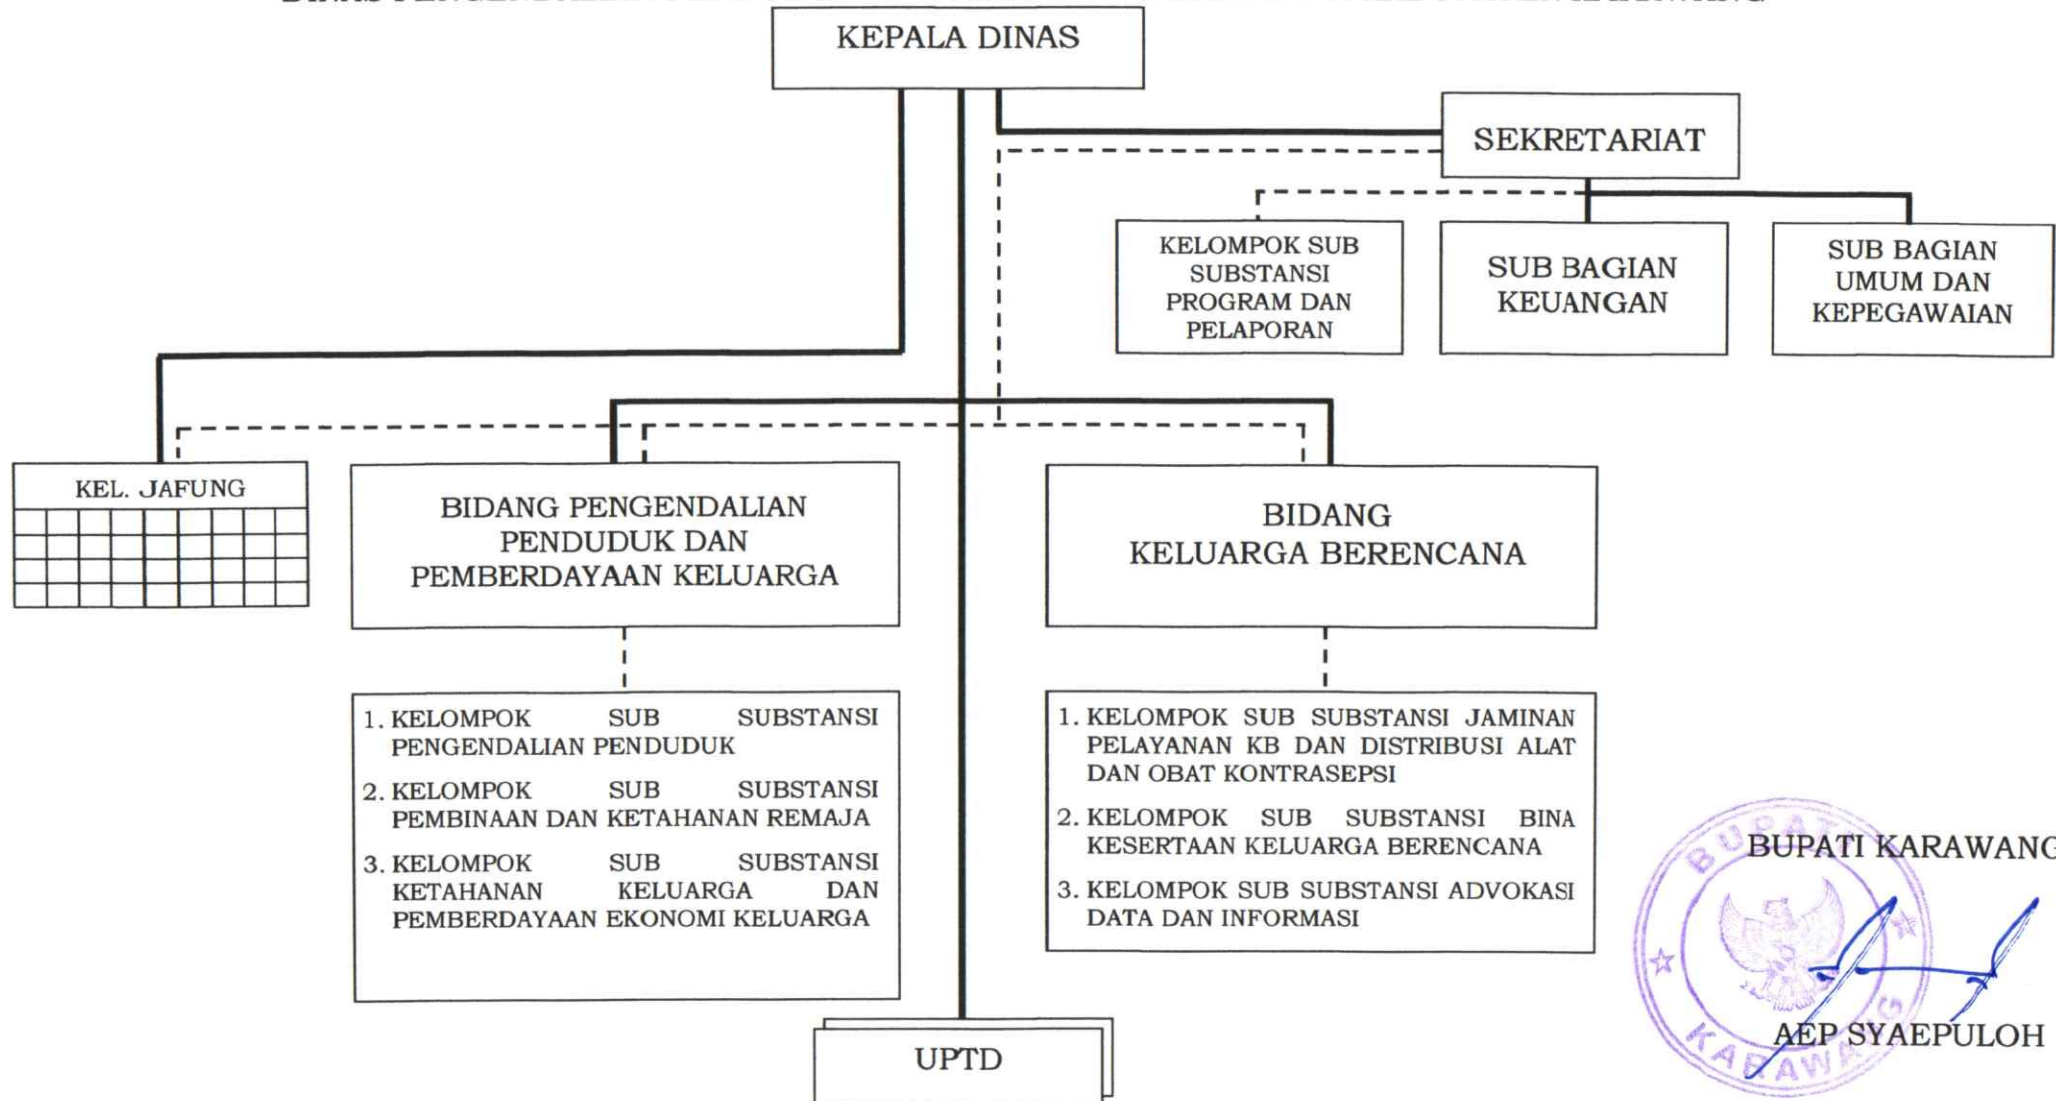 KEPALA DINAS
SEKRETARIAT
KELOMPOK SUB
SUBSTANSI
PROGRAM DAN
PELAPORAN
SUB BAGIAN
KEUANGAN
SUB BAGIAN
UMUM DAN
KEPEGAWAIAN
KEL. JAFUNG
BIDANG PENGENDALIAN
PENDUDUK DAN
PEMBERDAYAAN KELUARGA
BIDANG
KELUARGA BERENCANA
1. KELOMPOK SUB SUBSTANSI
PENGENDALIAN PENDUDUK
2. KELOMPOK SUB SUBSTANSI
PEMBINAAN DAN KETAHANAN REMAJA
3. KELOMPOK SUB SUBSTANSI
KETAHANAN KELUARGA DAN
PEMBERDAYAAN EKONOMI KELUARGA
1. KELOMPOK SUB SUBSTANSI JAMINAN
PELAYANAN KB DAN DISTRIBUSI ALAT
DAN OBAT KONTRASEPSI
2. KELOMPOK SUB SUBSTANSI BINA
KESERTAAN KELUARGA BERENCANA
3. KELOMPOK SUB SUBSTANSI ADVOKASI
DATA DAN INFORMASI
UPTD
BUPATI KARAWANG
BUPATI
KARAWANG
AEP SYAEPULOH